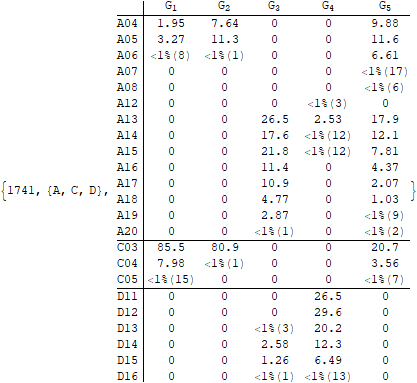 G1 G2 G3 G4 G5
A04 1.95 7.64 0 0 9.88
A05 3.27 11.3 0 0 11.6
A06 <1%(8) <1%(1) 0 0 6.61
A07 0 0 0 0 <1%(17)
A08 0 0 0 0 <1%(6)
A12 0 0 0 <1%(3) 0
A13 0 0 26.5 2.53 17.9
A14 0 0 17.6 <1%(12) 12.1
A15 0 0 21.8 <1%(12) 7.81
A16 0 0 11.4 0 4.37
{1741, {A, C, D}, A17 0 0 10.9 0 2.07 }
A18 0 0 4.77 0 1.03
A19 0 0 2.87 0 <1%(9)
A20 0 0 <1%(1) 0 <1%(2)
C03 85.5 80.9 0 0 20.7
C04 7.98 <1%(1) 0 0 3.56
C05 <1%(15) 0 0 0 <1%(7)
D11 0 0 0 26.5 0
D12 0 0 0 29.6 0
D13 0 0 <1%(3) 20.2 0
D14 0 0 2.58 12.3 0
D15 0 0 1.26 6.49 0
D16 0 0 <1%(1) <1%(13) 0